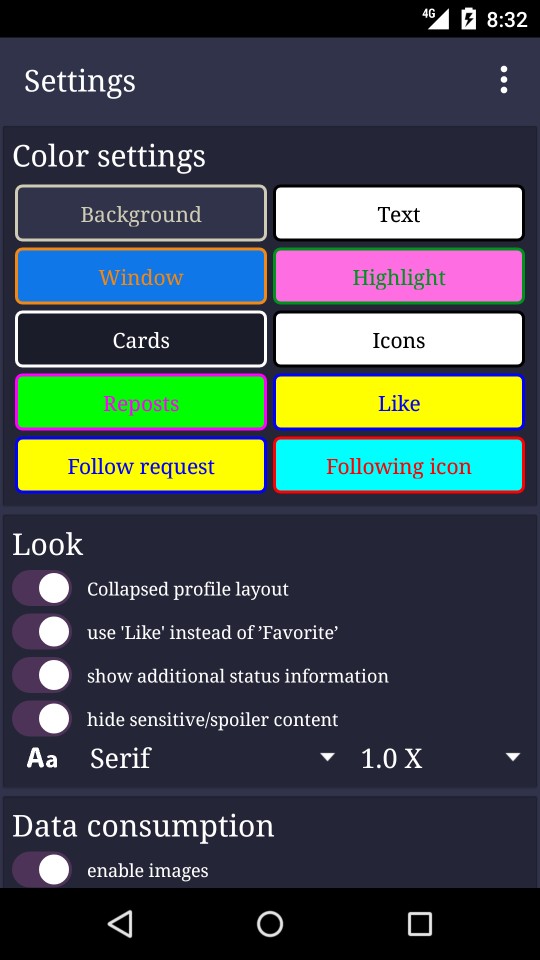 4G 8:32
Settings
Color settings
Background Text
Window Highlight
Cards Icons
Reposts Like
Follow request Following icon
Look
Collapsed profile layout
use 'Like' instead of ’Favorite’
show additional status information
hide sensitive/spoiler content
Aa Serif 1.0 X
Data consumption
enable images